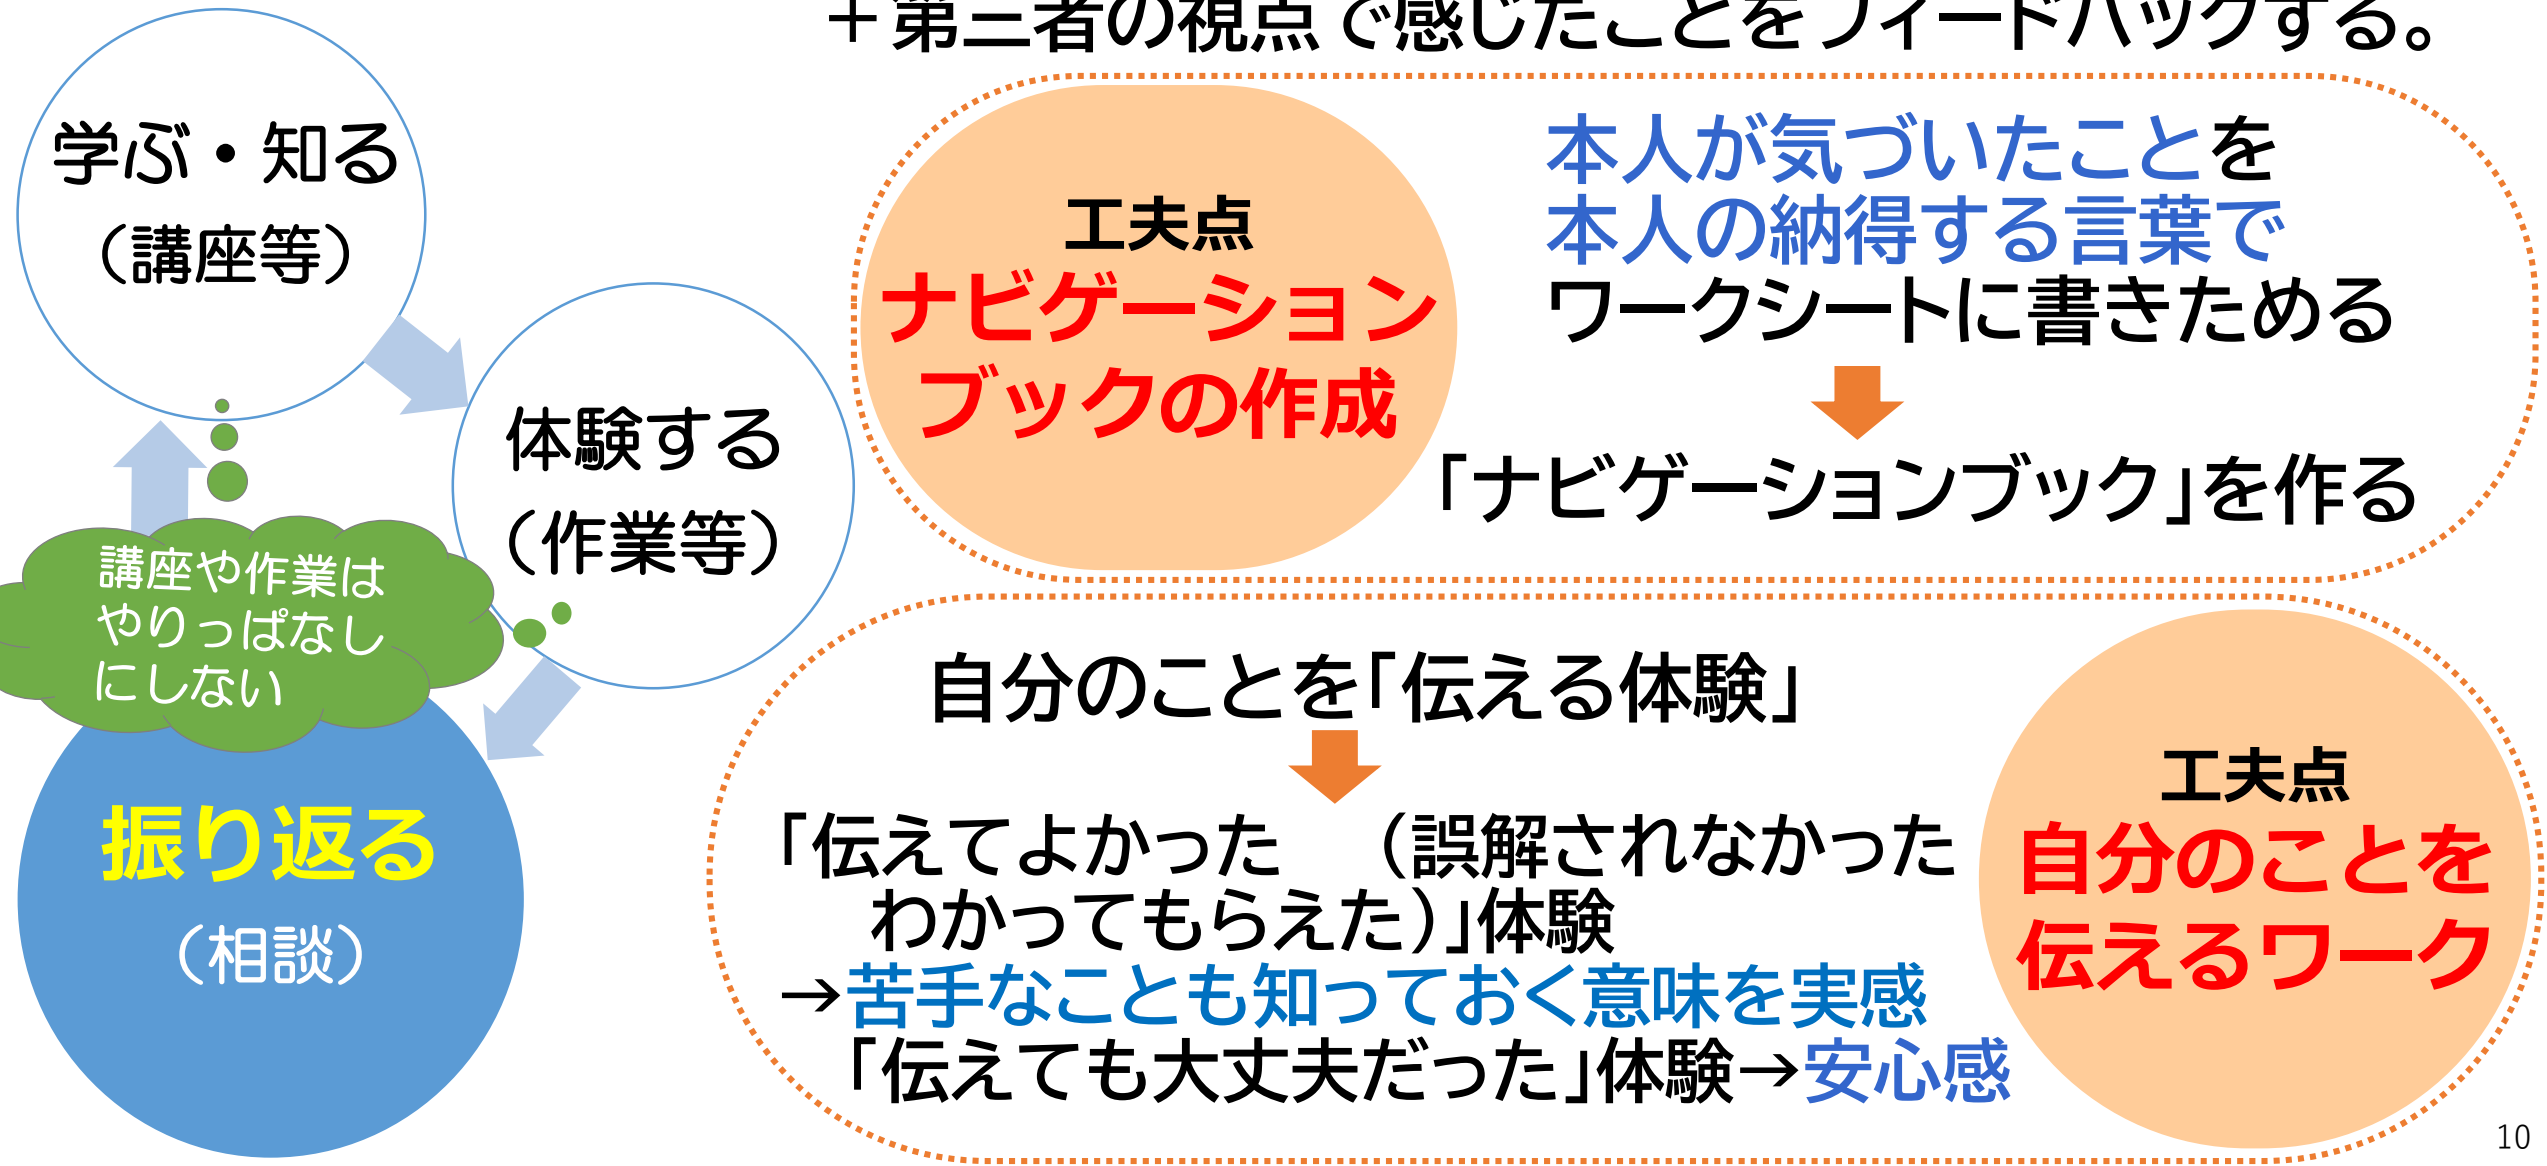 ＋第三者の視点で感じたことをフィードバックする。
学ぶ・知る
（講座等）
体験する
（作業等）
講座や作業は
やりっぱなし
にしない
振り返る
（相談）
工夫点
ナビゲーション
ブックの作成
本人が気づいたことを
本人の納得する言葉で
ワークシートに書きためる
「ナビゲーションブック」を作る
自分のことを「伝える体験」
「伝えてよかった　（誤解されなかった
わかってもらえた）」体験
→苦手なことも知っておく意味を実感
「伝えても大丈夫だった」体験→安心感
工夫点
自分のことを
伝えるワーク
10